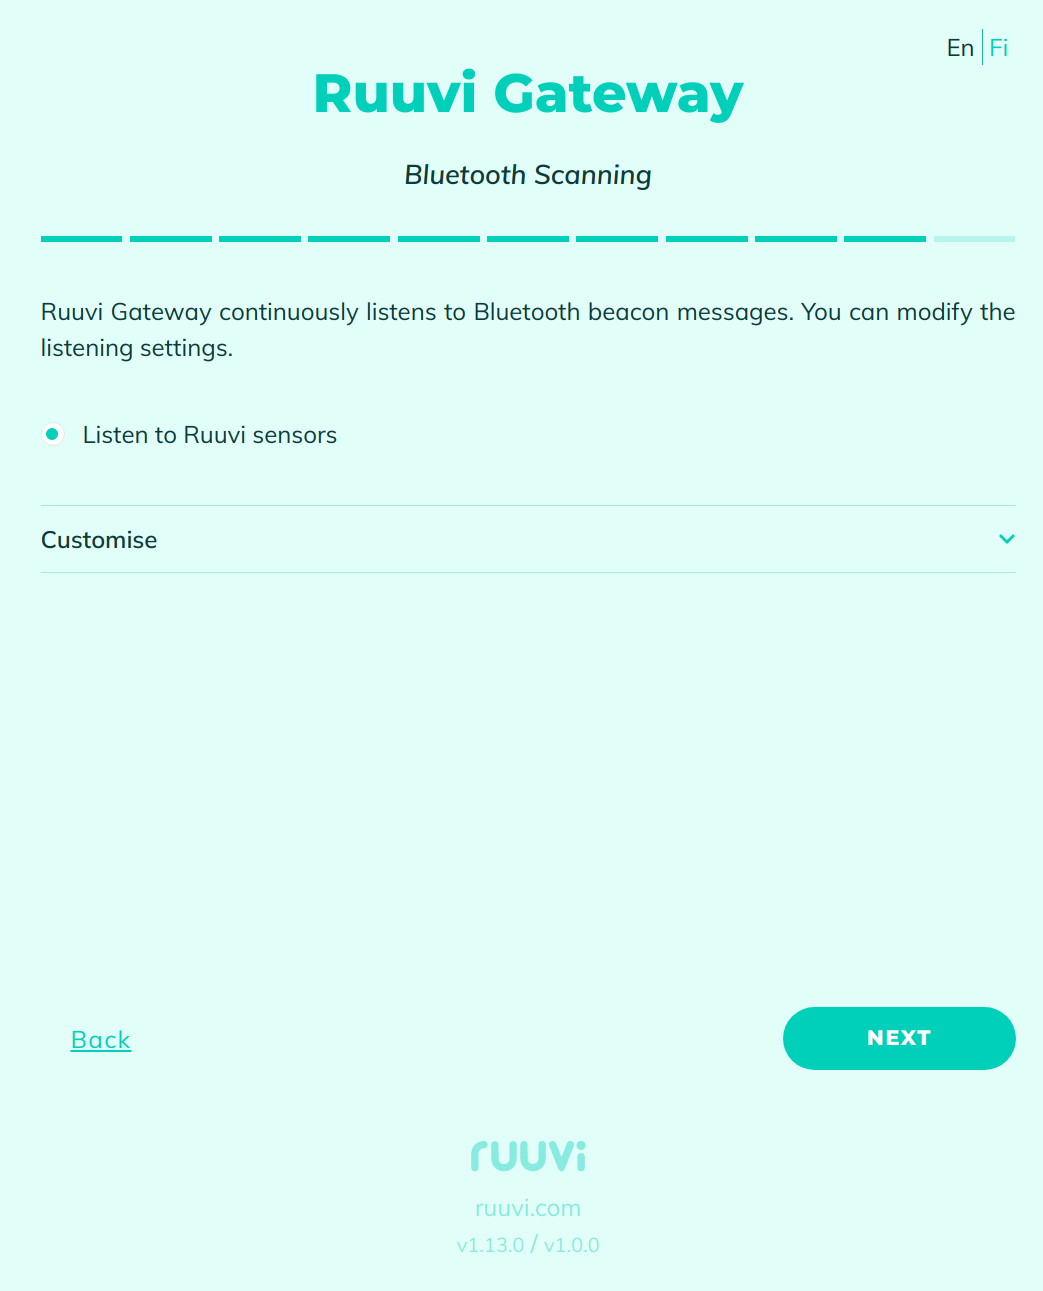 En Fi
Ruuvi Gateway
Bluetooth Scanning
Ruuvi Gateway continuously listens to Bluetooth beacon messages. You can modify the
listening settings.
Listen to Ruuvi sensors
Customise
Back
NEXT
ruuvi
ruuvi.com
v1.13.0 / v1.0.0